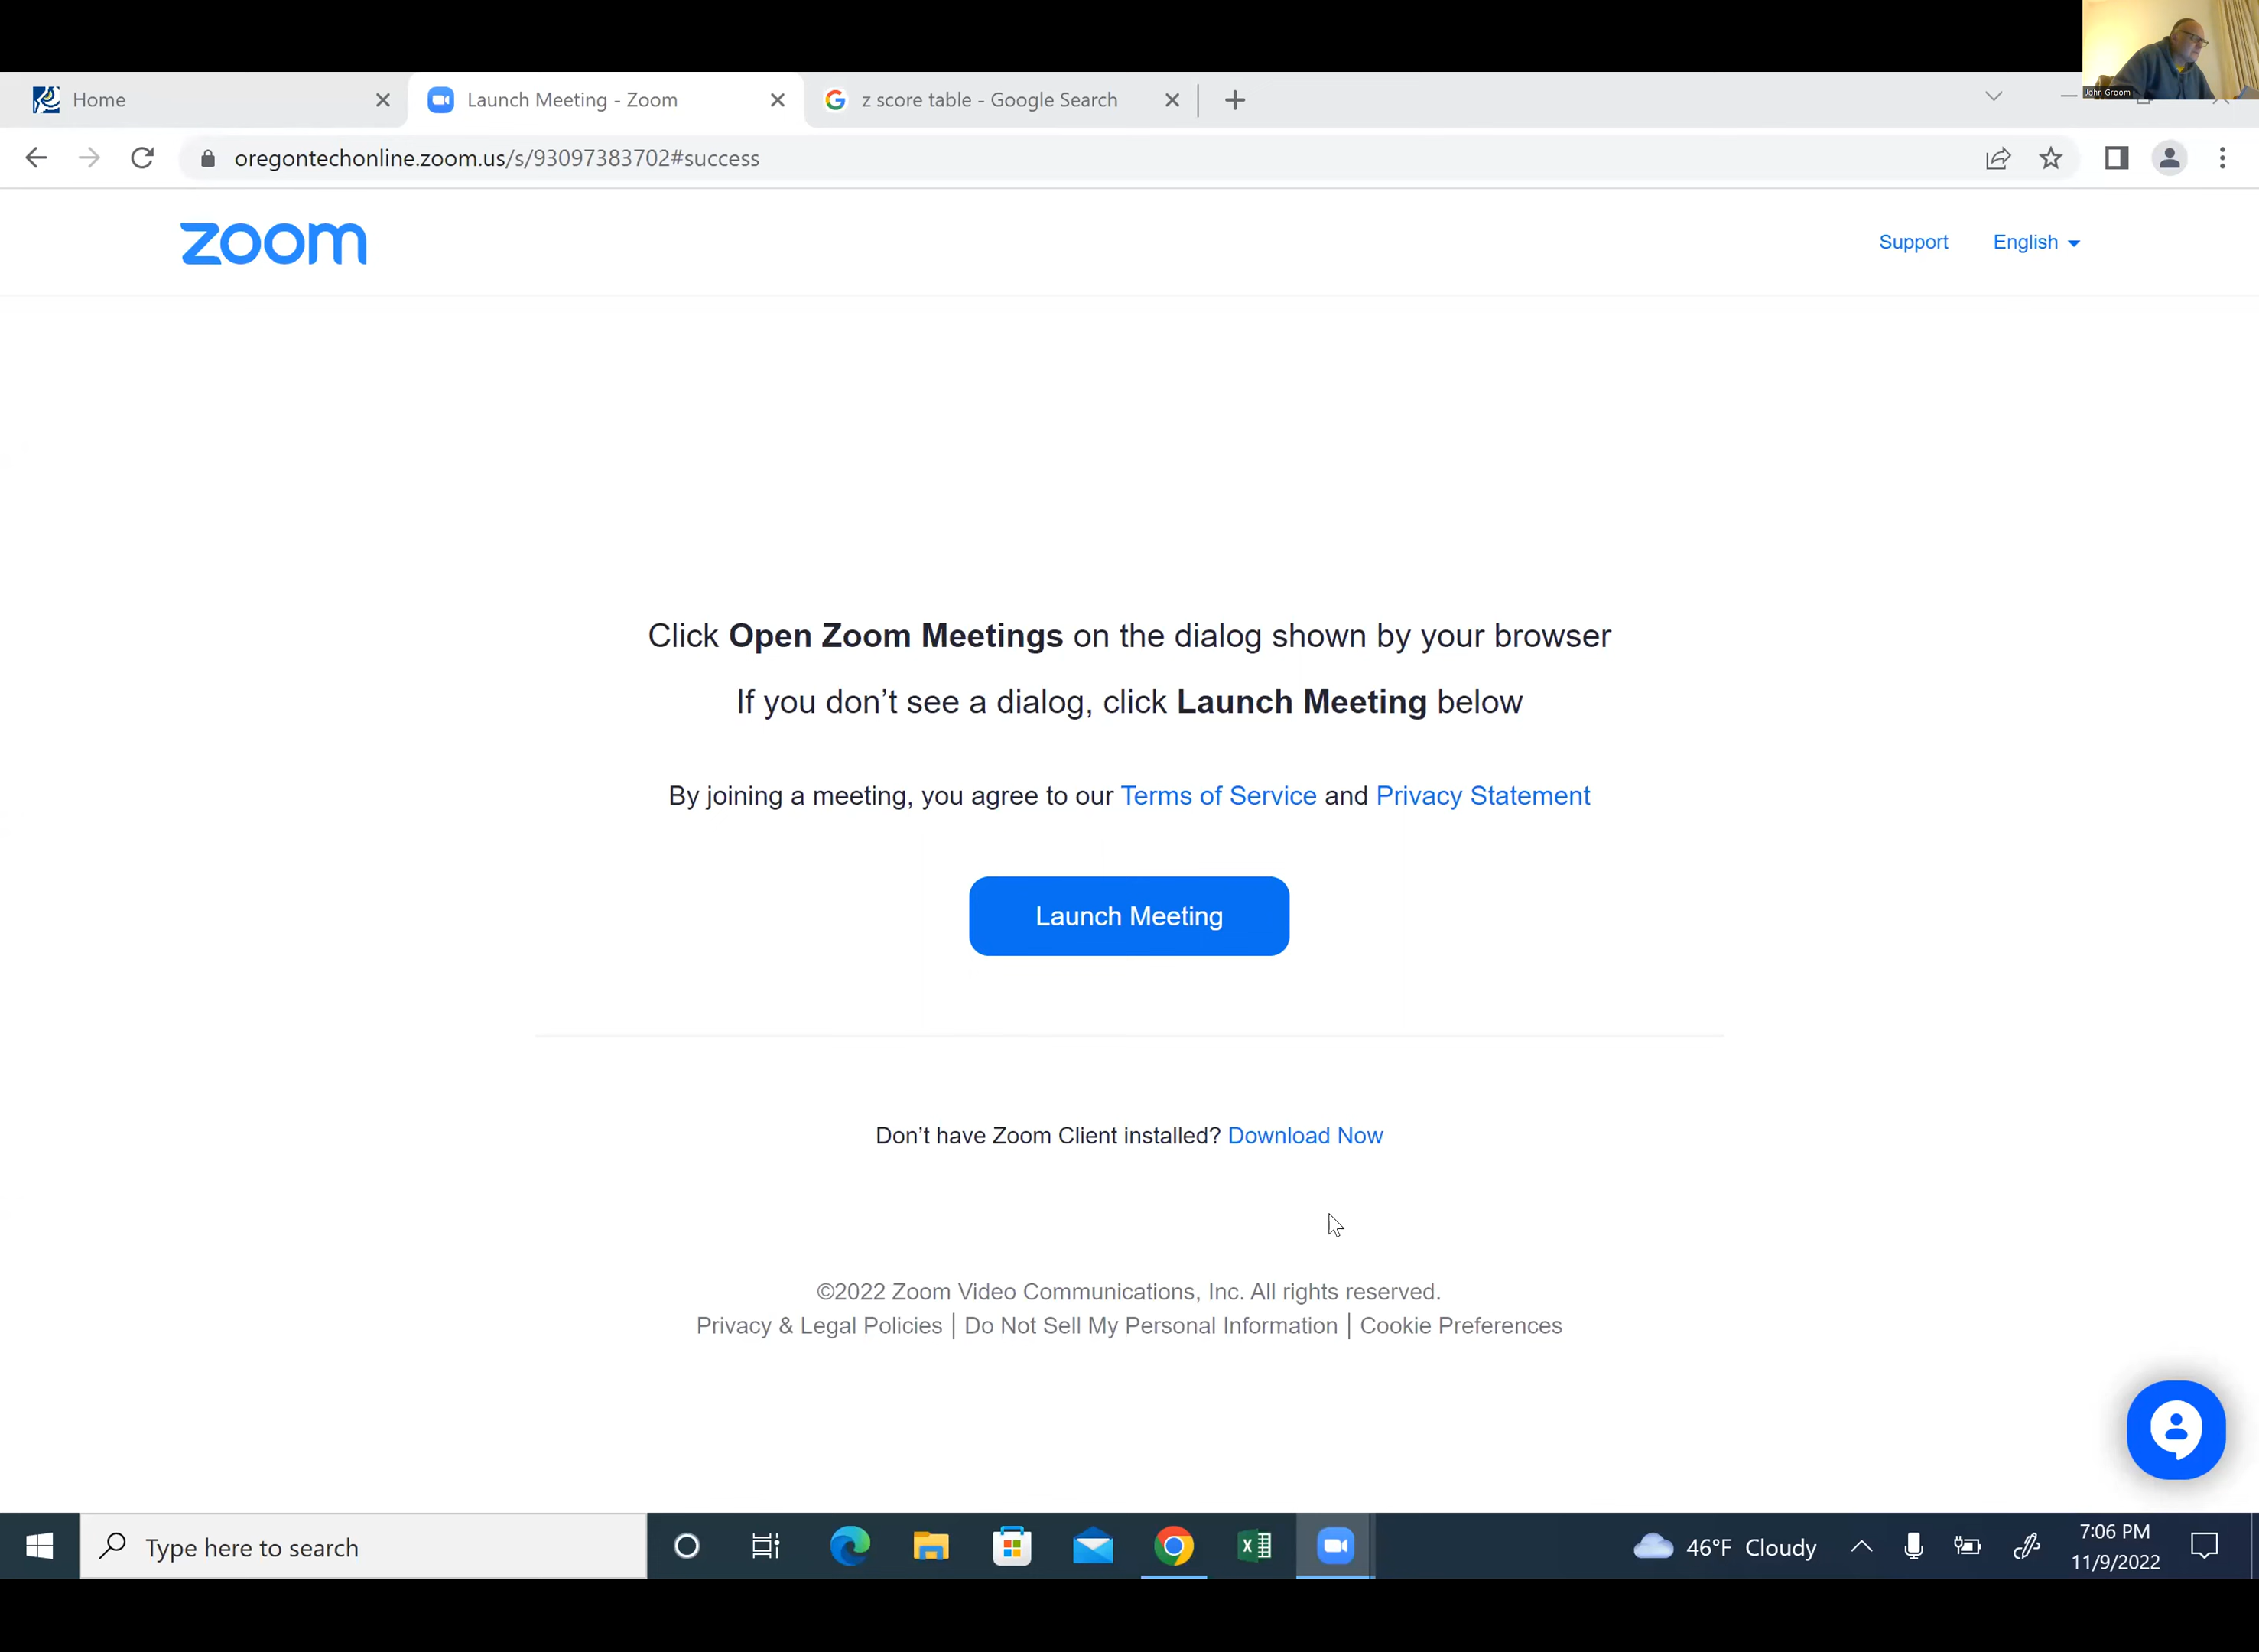 John Groom
Home
Launch Meeting - Zoom
z score table - Google Search
oregontechonline.zoom.us/s/93097383702#success
zoom
Support
English
Click Open Zoom Meetings on the dialog shown by your browser
If you don’t see a dialog, click Launch Meeting below
By joining a meeting, you agree to our Terms of Service and Privacy Statement
Launch Meeting
Don’t have Zoom Client installed? Download Now
©2022 Zoom Video Communications, Inc. All rights reserved.
Privacy & Legal Policies | Do Not Sell My Personal Information | Cookie Preferences
Type here to search
46°F Cloudy
7:06 PM
11/9/2022